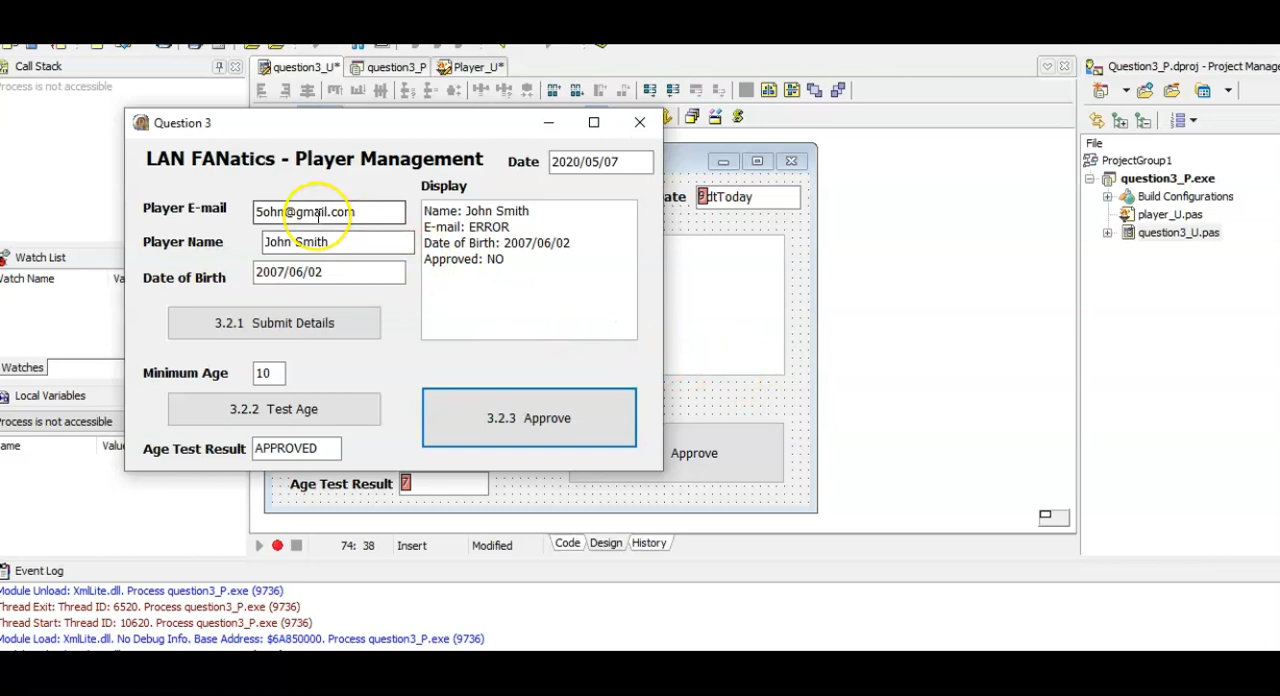 Call Stack
Process is not accessible
Watch List
Watch Name
Watches
Local Variables
Process is not accessible
question3_U*
question3_P
Player_U*
Question 3
LAN FANatics - Player Management
Date
2020/05/07
Player E-mail
5ohn@gmail.com
Player Name
John Smith
Date of Birth
2007/06/02
3.2.1 Submit Details
Minimum Age
10
3.2.2 Test Age
Age Test Result
APPROVED
Display
Name: John Smith
E-mail: ERROR
Date of Birth: 2007/06/02
Approved: NO
3.2.3 Approve
ate
dtToday
Approve
Age Test Result
7
74: 38
Insert
Modified
Code
Design
History
Question3_P.dproj - Project Manage
File
ProjectGroup1
question3_P.exe
Build Configurations
player_U.pas
question3_U.pas
Event Log
Module Unload: XmlLite.dll. Process question3_P.exe (9736)
Thread Exit: Thread ID: 6520. Process question3_P.exe (9736)
Thread Start: Thread ID: 10620. Process question3_P.exe (9736)
Module Load: XmlLite.dll. No Debug Info. Base Address: $6A850000. Process question3_P.exe (9736)